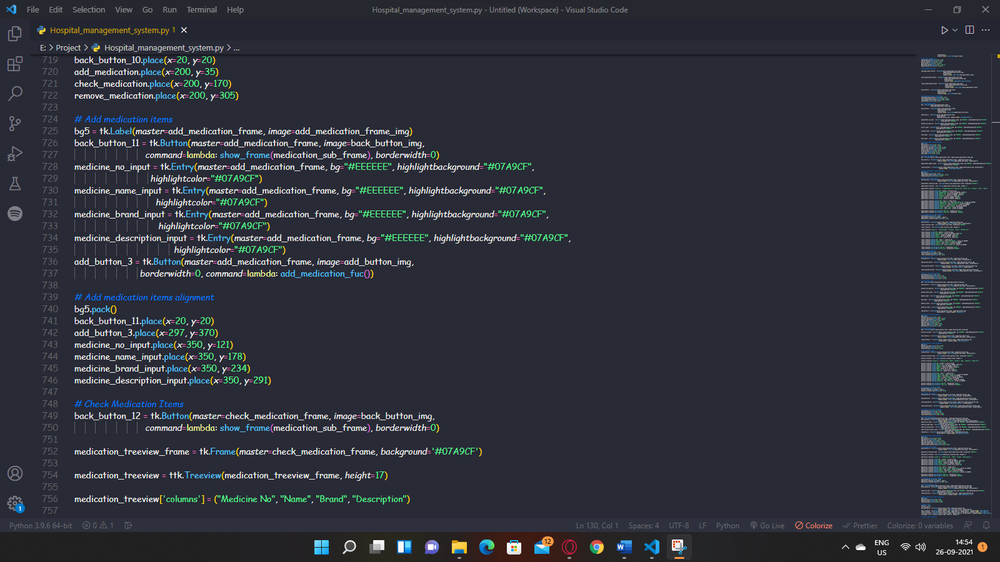 File Edit Selection View Go Run Terminal Help
Hospital_management_system.py - Untitled (Workspace) - Visual Studio Code
Hospital_management_system.py 1
E: > Project > Hospital_management_system.py > ...
719 back_button_10.place(x=20, y=20)
720 add_medication.place(x=200, y=35)
721 check_medication.place(x=200, y=170)
722 remove_medication.place(x=200, y=305)
723
724 # Add medication items
725 bg5 = tk.Label(master=add_medication_frame, image=add_medication_frame_img)
726 back_button_11 = tk.Button(master=add_medication_frame, image=back_button_img,
727 command=lambda: show_frame(medication_sub_frame), borderwidth=0)
728 medicine_no_input = tk.Entry(master=add_medication_frame, bg="#EEEEEE", highlightbackground="#07A9CF",
729 highlightcolor="#07A9CF")
730 medicine_name_input = tk.Entry(master=add_medication_frame, bg="#EEEEEE", highlightbackground="#07A9CF",
731 highlightcolor="#07A9CF")
732 medicine_brand_input = tk.Entry(master=add_medication_frame, bg="#EEEEEE", highlightbackground="#07A9CF",
733 highlightcolor="#07A9CF")
734 medicine_description_input = tk.Entry(master=add_medication_frame, bg="#EEEEEE", highlightbackground="#07A9CF",
735 highlightcolor="#07A9CF")
736 add_button_3 = tk.Button(master=add_medication_frame, image=add_button_img,
737 borderwidth=0, command=lambda: add_medication_fuc())
738
739 # Add medication items alignment
740 bg5.pack()
741 back_button_11.place(x=20, y=20)
742 add_button_3.place(x=297, y=370)
743 medicine_no_input.place(x=350, y=121)
744 medicine_name_input.place(x=350, y=178)
745 medicine_brand_input.place(x=350, y=234)
746 medicine_description_input.place(x=350, y=291)
747
748 # Check Medication Items
749 back_button_12 = tk.Button(master=check_medication_frame, image=back_button_img,
750 command=lambda: show_frame(medication_sub_frame), borderwidth=0)
751
752 medication_treeview_frame = tk.Frame(master=check_medication_frame, background='#07A9CF')
753
754 medication_treeview = ttk.Treeview(medication_treeview_frame, height=17)
755
756 medication_treeview['columns'] = ("Medicine No", "Name", "Brand", "Description")
757
1
Python 3.9.6 64-bit 0 1 Ln 130, Col 1 Spaces: 4 UTF-8 LF Python Go Live Colorize Prettier Colorize: 0 variables
12
ENG
US
14:54
26-09-2021
1